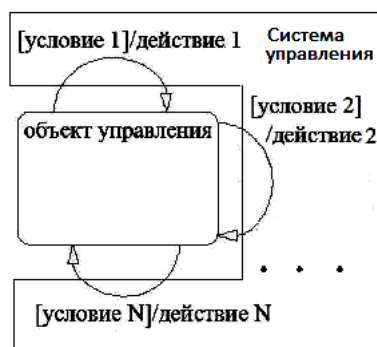 [условие 1]/действие 1
Система
управления
[условие 2]
/действие 2
объект управления
. . .
[условие N]/действие N